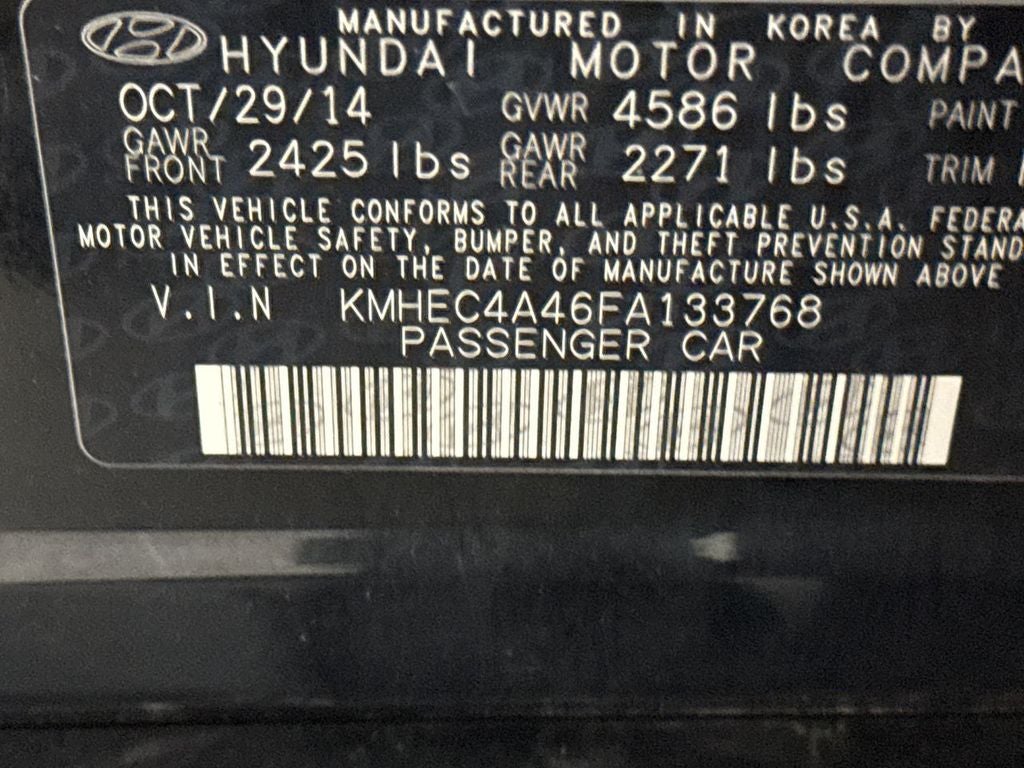 MANUFACTURED IN KOREA BY
HYUNDAI MOTOR COMPA
OCT/29/14 GVWR 4586 lbs PAINT
GAWR FRONT 2425 lbs GAWR REAR 2271 lbs TRIM
THIS VEHICLE CONFORMS TO ALL APPLICABLE U.S.A. FEDERA
MOTOR VEHICLE SAFETY, BUMPER, AND THEFT PREVENTION STAND
IN EFFECT ON THE DATE OF MANUFACTURE SHOWN ABOVE
V.I.N KMHEC4A46FA133768
PASSENGER CAR